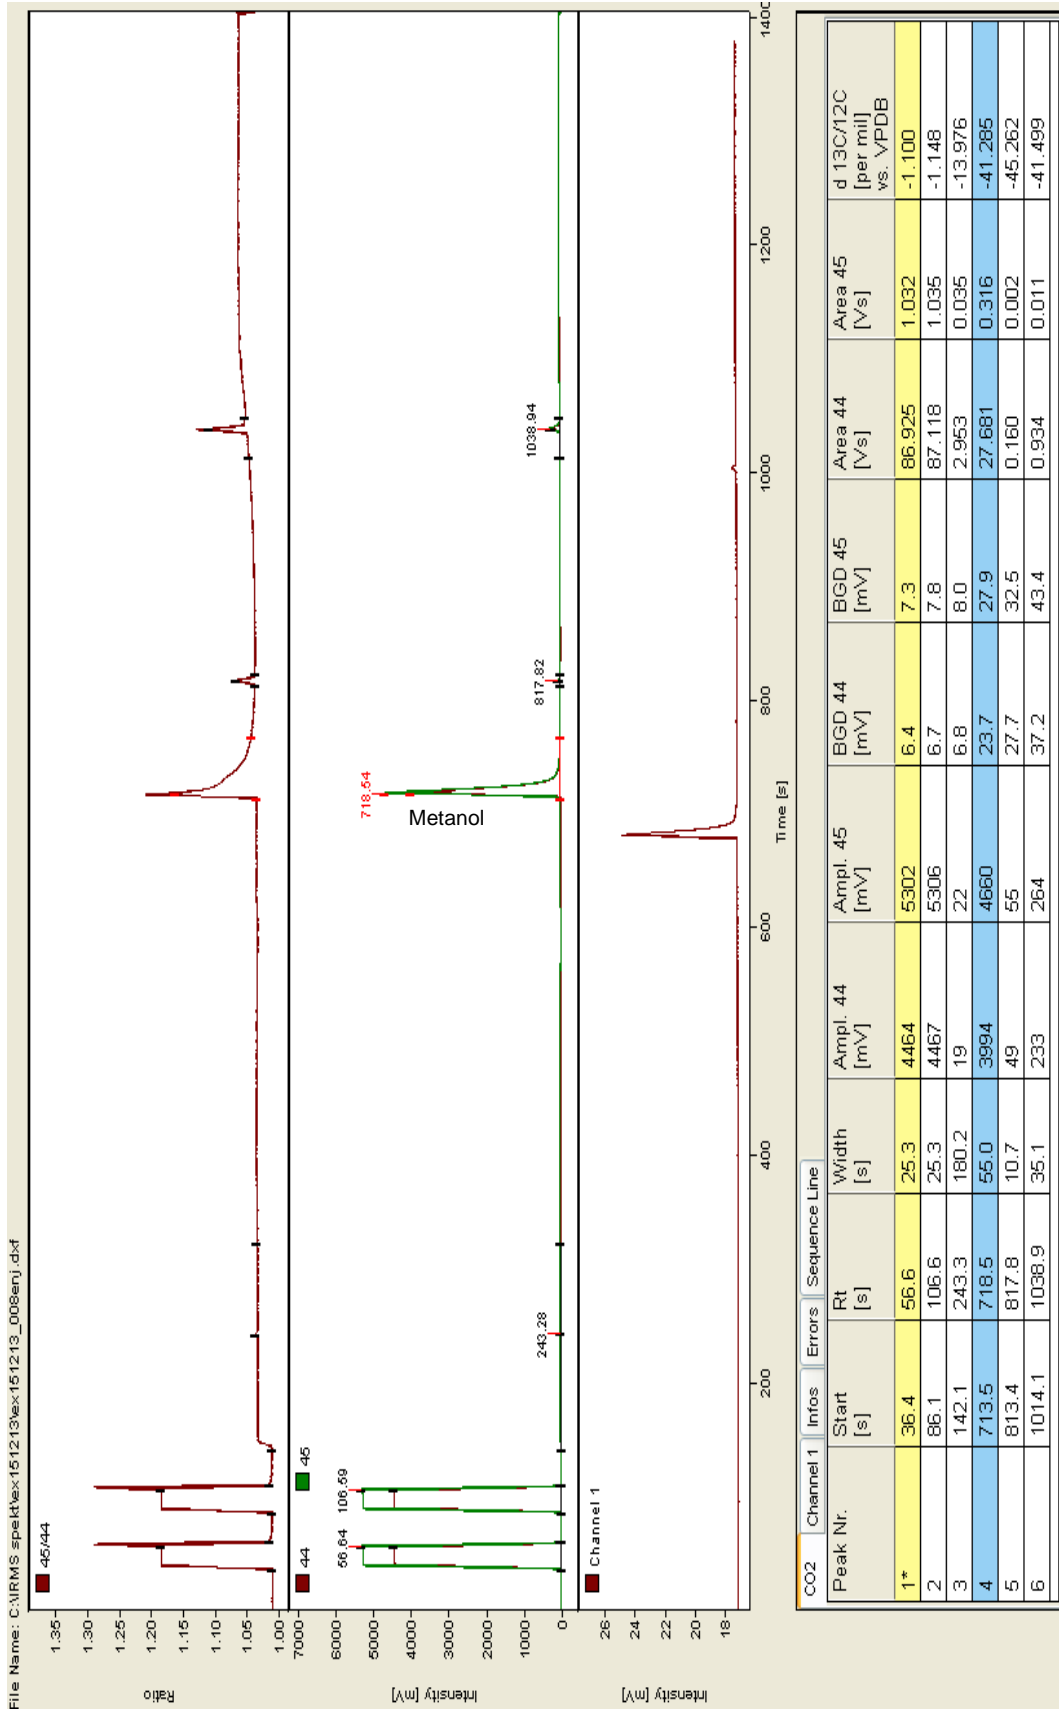 File Name: C:\IRMS spekt\ex151213\ex151213_008enj.dxf
45/44
Ratio
1.35
1.30
1.25
1.20
1.15
1.10
1.05
1.00
44 45
Intensity [mV]
7000
6000
5000
4000
3000
2000
1000
0
56.64
106.59
243.28
718.54
Metanol
817.82
1038.94
Channel 1
Intensity [mV]
26
24
22
20
18
200 400 600 800 1000 1200 1400
Time [s]
CO2 Channel 1 Infos Errors Sequence Line
Peak Nr. Start [s] Rt [s] Width [s] Ampl. 44 [mV] Ampl. 45 [mV] BGD 44 [mV] BGD 45 [mV] Area 44 [Vs] Area 45 [Vs] d 13C/12C [per mil] vs. VPDB
1* 36.4 56.6 25.3 4464 5302 6.4 7.3 86.925 1.032 -1.100
2 86.1 106.6 25.3 4467 5306 6.7 7.8 87.118 1.035 -1.148
3 142.1 243.3 180.2 19 22 6.8 8.0 2.953 0.035 -13.976
4 713.5 718.5 55.0 3994 4660 23.7 27.9 27.681 0.316 -41.285
5 813.4 817.8 10.7 49 55 27.7 32.5 0.160 0.002 -45.262
6 1014.1 1038.9 35.1 233 264 37.2 43.4 0.934 0.011 -41.499